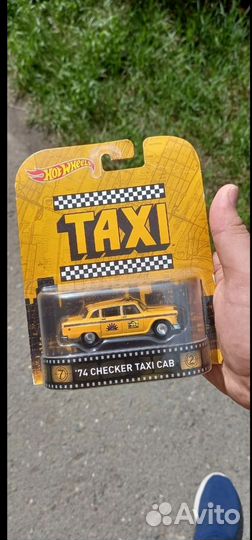 HOT WHEELS
TAXI
7
'74 CHECKER TAXI CAB
2
Avito